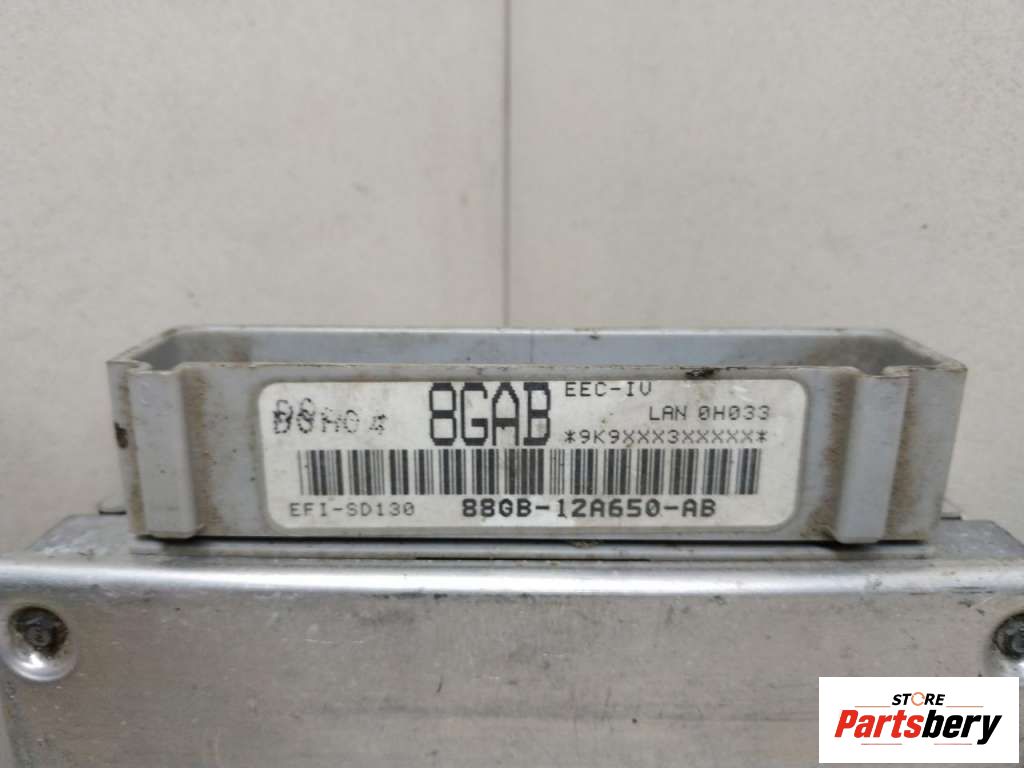 8GAB
EEC-IV
LAN 0H033
*9K9XXX3XXXXX*
EFI-SD130
88GB-12A650-AB
STORE
Partsbery